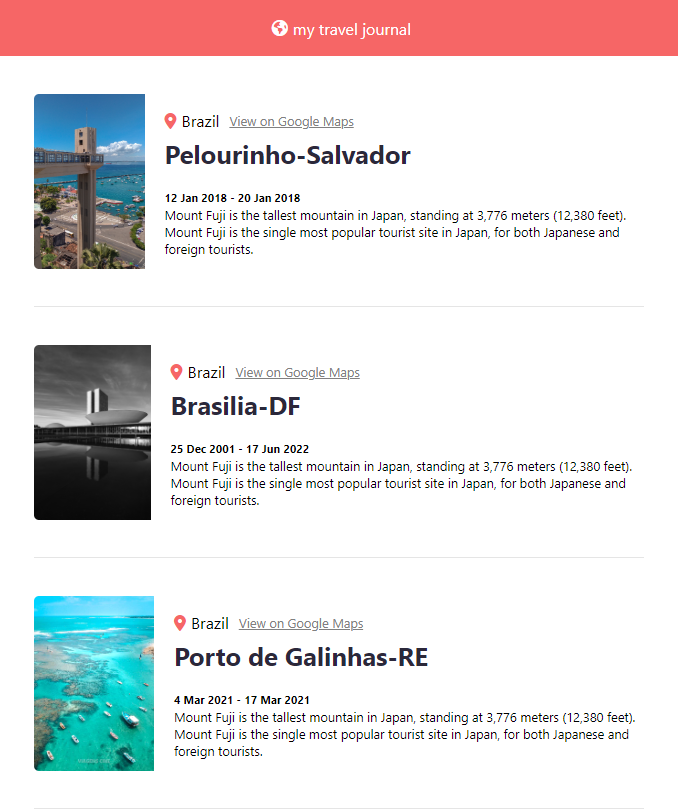 my travel journal
Brazil View on Google Maps
Pelourinho-Salvador
12 Jan 2018 - 20 Jan 2018
Mount Fuji is the tallest mountain in Japan, standing at 3,776 meters (12,380 feet).
Mount Fuji is the single most popular tourist site in Japan, for both Japanese and
foreign tourists.
Brazil View on Google Maps
Brasilia-DF
25 Dec 2001 - 17 Jun 2022
Mount Fuji is the tallest mountain in Japan, standing at 3,776 meters (12,380 feet).
Mount Fuji is the single most popular tourist site in Japan, for both Japanese and
foreign tourists.
Brazil View on Google Maps
Porto de Galinhas-RE
4 Mar 2021 - 17 Mar 2021
Mount Fuji is the tallest mountain in Japan, standing at 3,776 meters (12,380 feet).
Mount Fuji is the single most popular tourist site in Japan, for both Japanese and
foreign tourists.